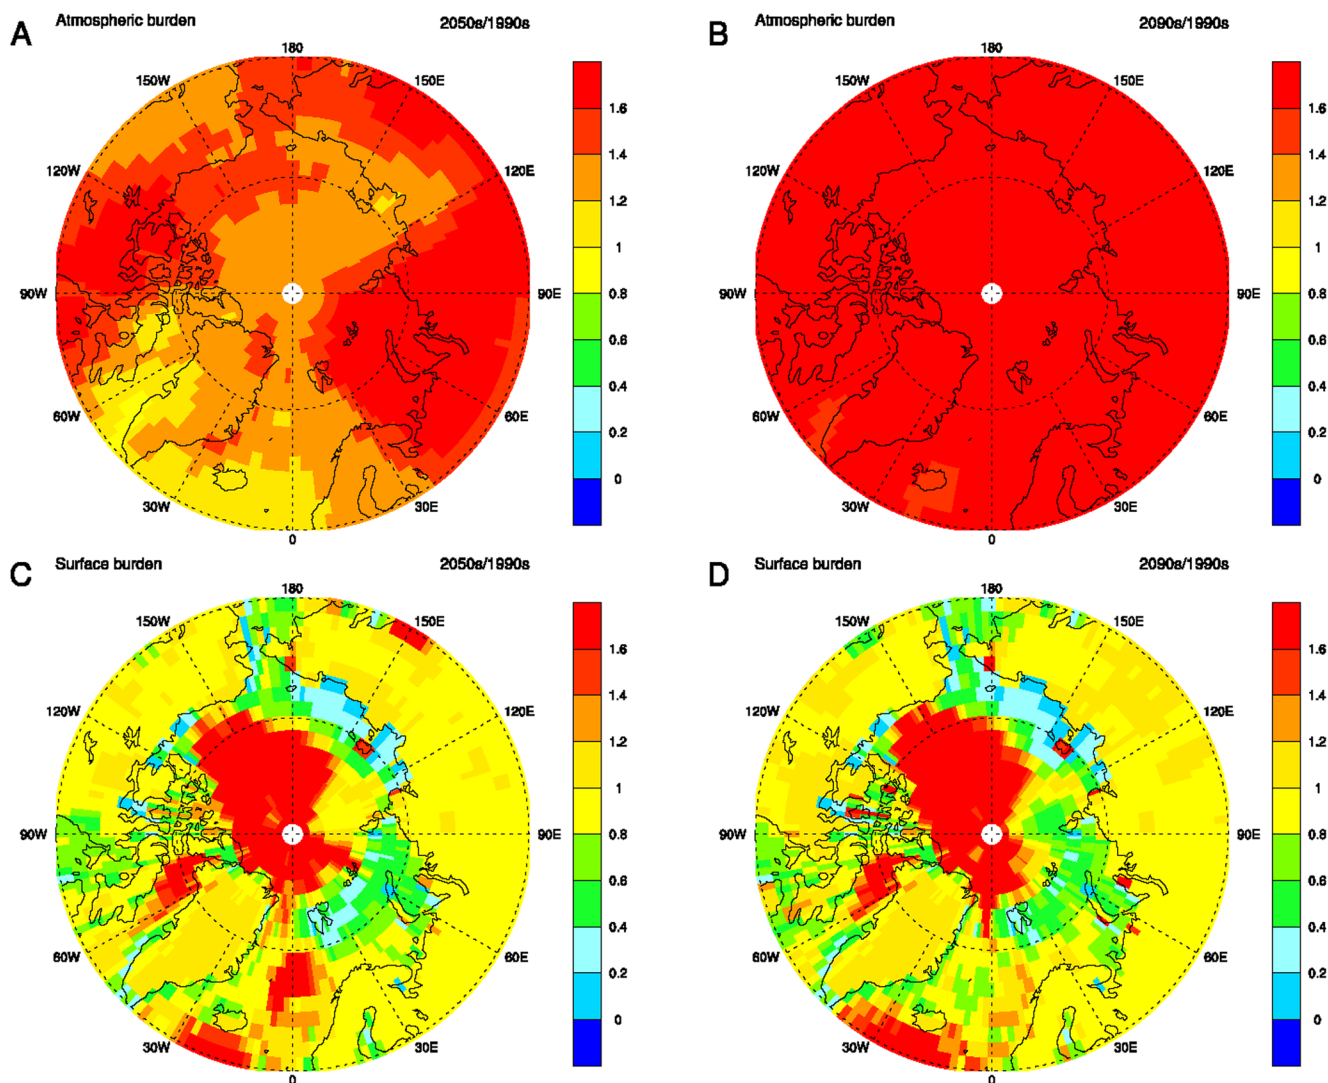 A Atmospheric burden 2050s/1990s
180
150W 150E
120W 120E
90W 90E
60W 60E
30W 30E
0
1.6
1.4
1.2
1
0.8
0.6
0.4
0.2
0
B Atmospheric burden 2090s/1990s
180
150W 150E
120W 120E
90W 90E
60W 60E
30W 30E
0
1.6
1.4
1.2
1
0.8
0.6
0.4
0.2
0
C Surface burden 2050s/1990s
180
150W 150E
120W 120E
90W 90E
60W 60E
30W 30E
0
1.6
1.4
1.2
1
0.8
0.6
0.4
0.2
0
D Surface burden 2090s/1990s
180
150W 150E
120W 120E
90W 90E
60W 60E
30W 30E
0
1.6
1.4
1.2
1
0.8
0.6
0.4
0.2
0